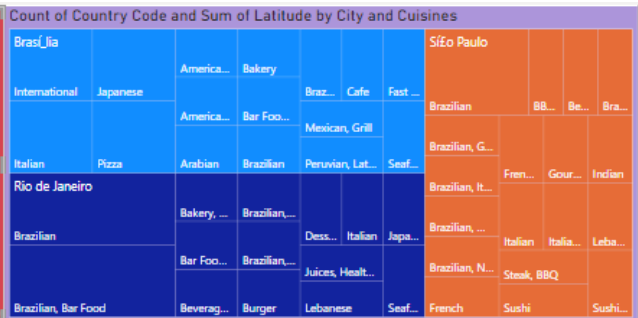 Count of Country Code and Sum of Latitude by City and Cuisines
Brasí_lia
International
Japanese
America...
Bakery
Braz...
Cafe
Fast ...
America...
Bar Foo...
Mexican, Grill
Italian
Pizza
Arabian
Brazilian
Peruvian, Lat...
Seaf...
Rio de Janeiro
Brazilian
Bakery, ...
Brazilian,...
Dess...
Italian
Japa...
Bar Foo...
Brazilian,...
Juices, Healt...
Brazilian, Bar Food
Beverag...
Burger
Lebanese
Seaf...
Sí£o Paulo
Brazilian
BB...
Be...
Bra...
Brazilian, G...
Fren...
Gour...
Indian
Brazilian, It...
Brazilian, ...
Italian
Italia...
Leba...
Brazilian, N...
Steak, BBQ
French
Sushi
Sushi...